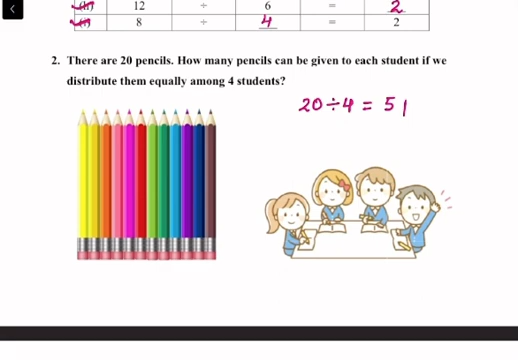 (h) 12 ÷ 6 = 2
(i) 8 ÷ 4 = 2
2. There are 20 pencils. How many pencils can be given to each student if we
distribute them equally among 4 students?
20 ÷ 4 = 5